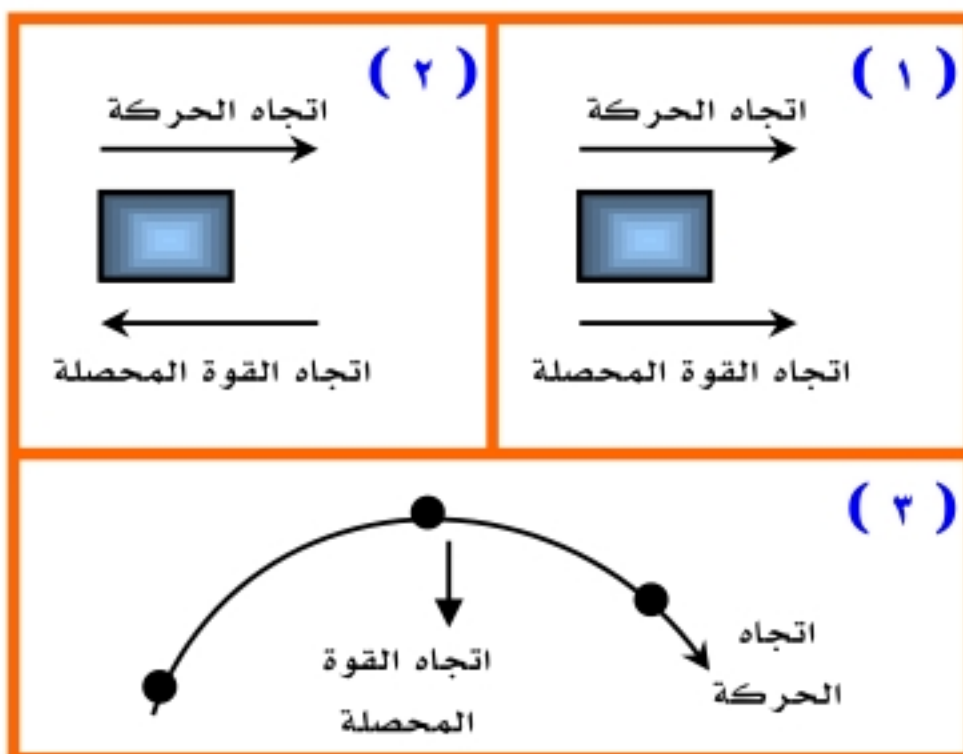 ( ١ )
اتجاه الحركة
اتجاه القوة المحصلة
( ٢ )
اتجاه الحركة
اتجاه القوة المحصلة
( ٣ )
اتجاه
الحركة
اتجاه القوة
المحصلة